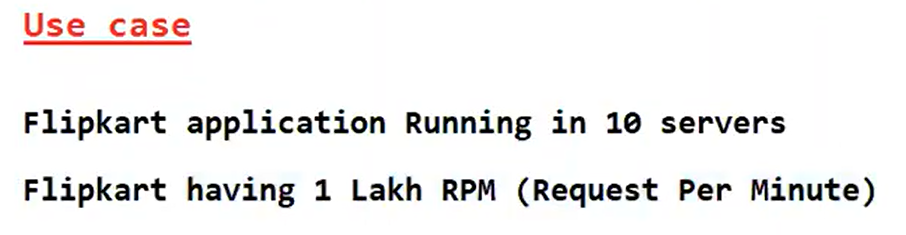 Use case
Flipkart application Running in 10 servers
Flipkart having 1 Lakh RPM (Request Per Minute)